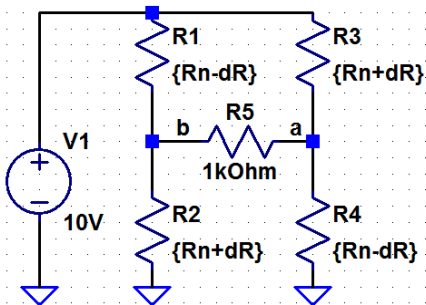 R1
{Rn-dR}
R3
{Rn+dR}
R5
b
a
1kOhm
V1
+
−
10V
R2
{Rn+dR}
R4
{Rn-dR}